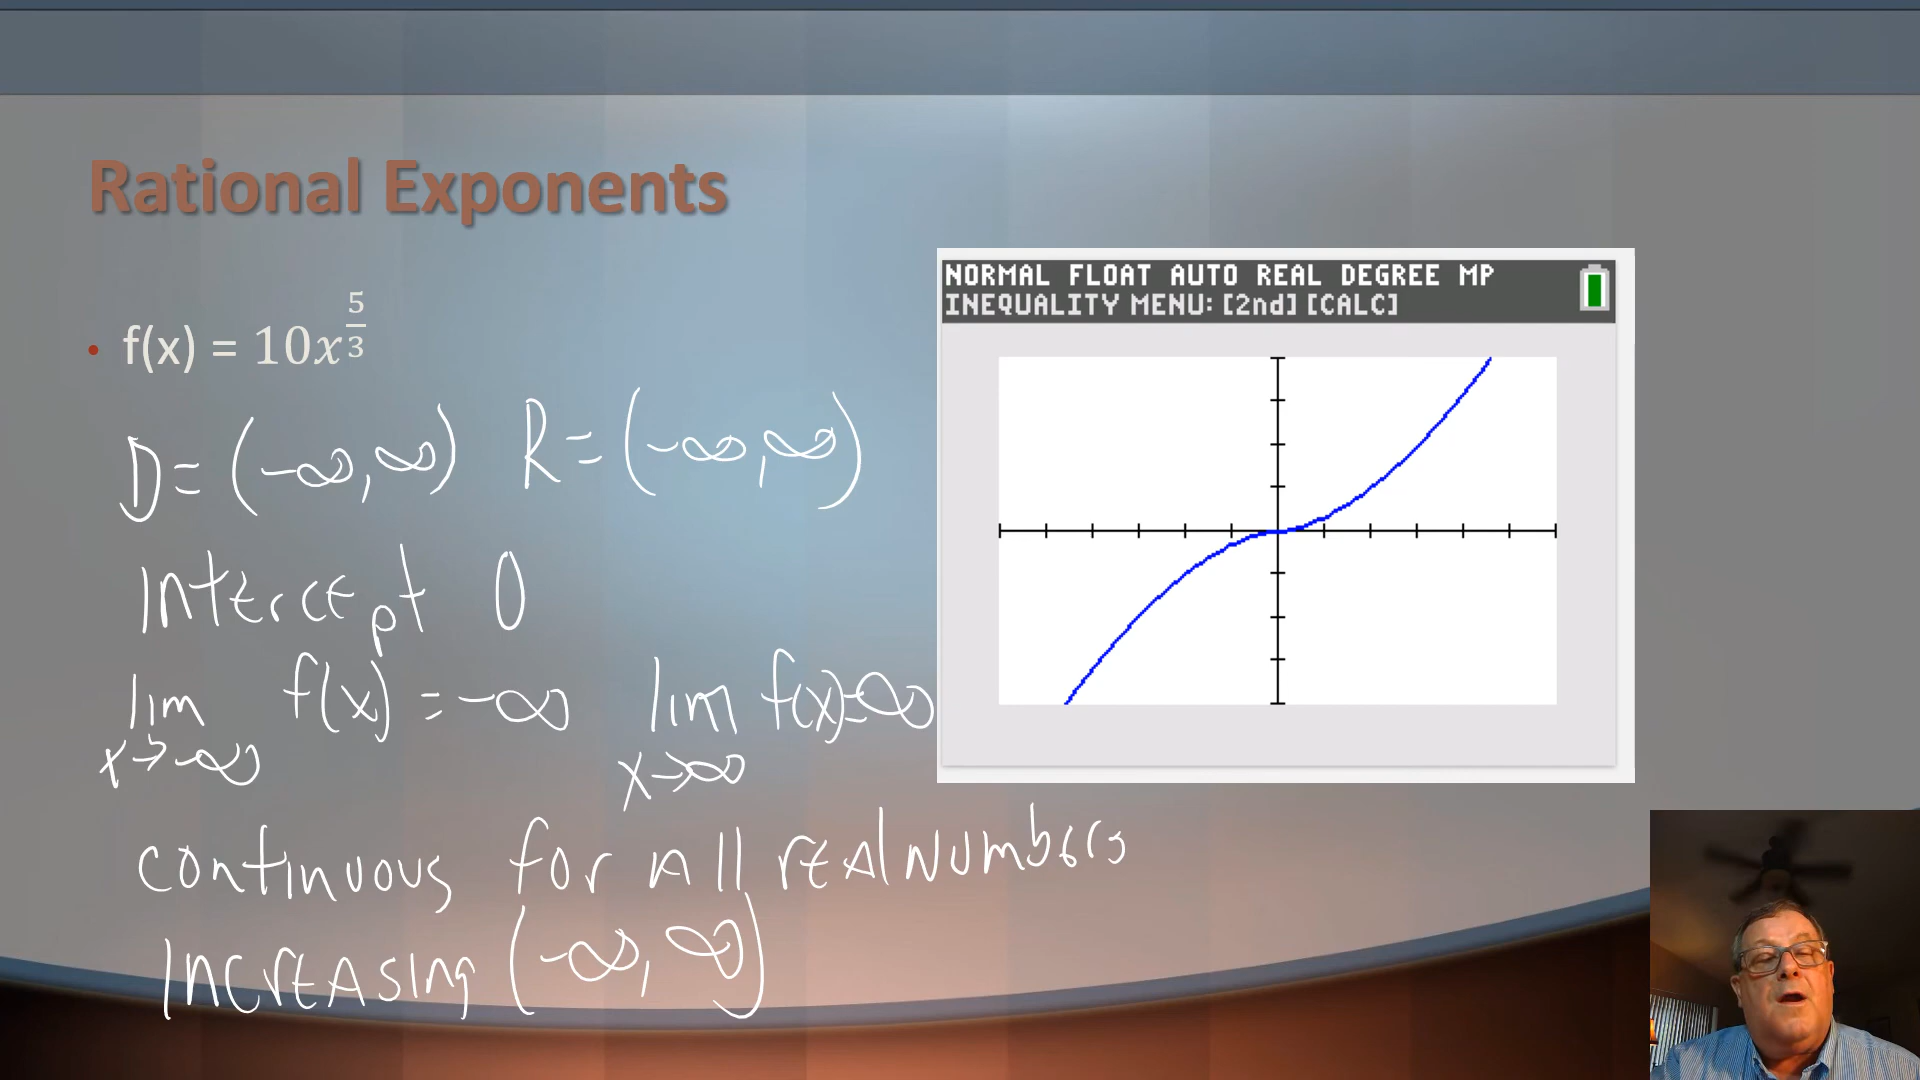 Rational Exponents
• f(x) = 10x^(5/3)
D = (-∞, ∞) R = (-∞, ∞)
Intercept 0
lim x→-∞ f(x) = -∞ lim x→∞ f(x) = ∞
continuous for all real numbers
Increasing (-∞, ∞)
NORMAL FLOAT AUTO REAL DEGREE MP
INEQUALITY MENU: [2nd] [CALC]